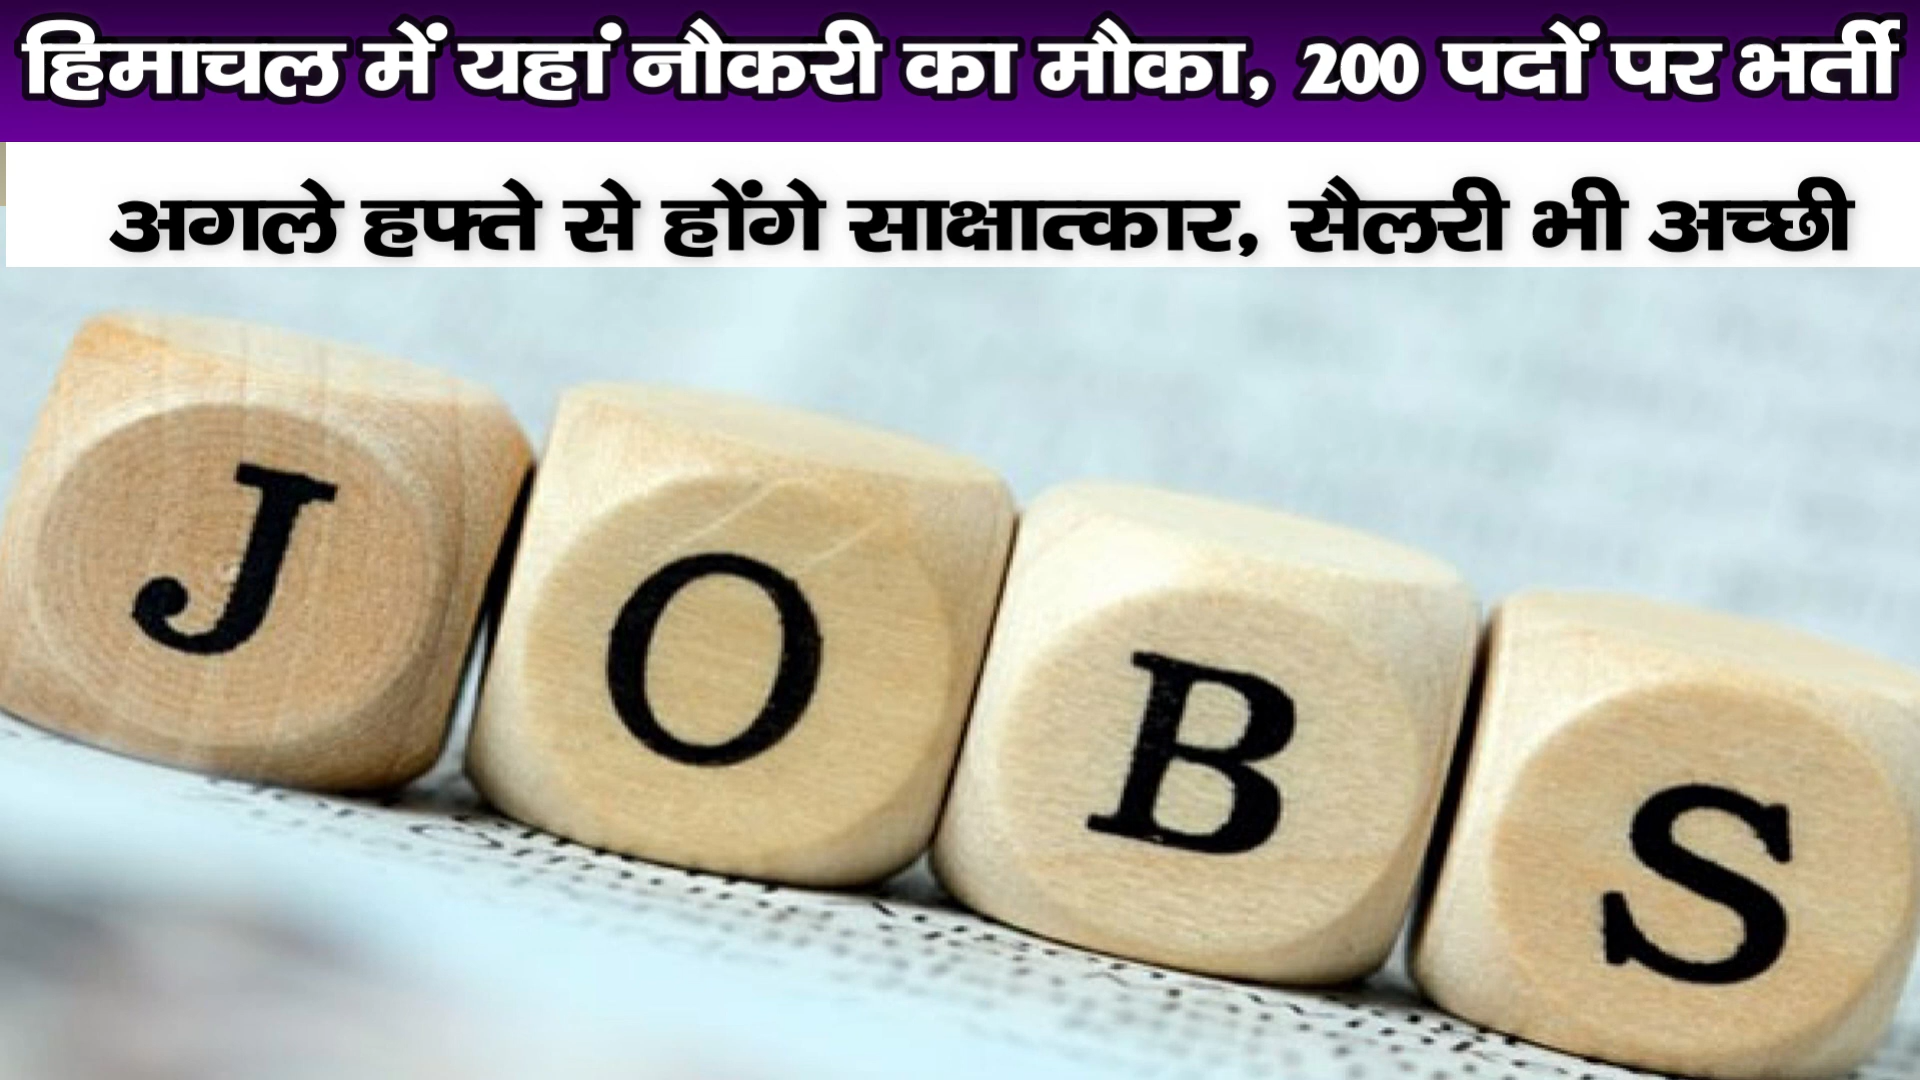 हिमाचल में यहां नौकरी का मौका, 200 पदों पर भर्ती
अगले हफ्ते से होंगे साक्षात्कार, सैलरी भी अच्छी
JOBS